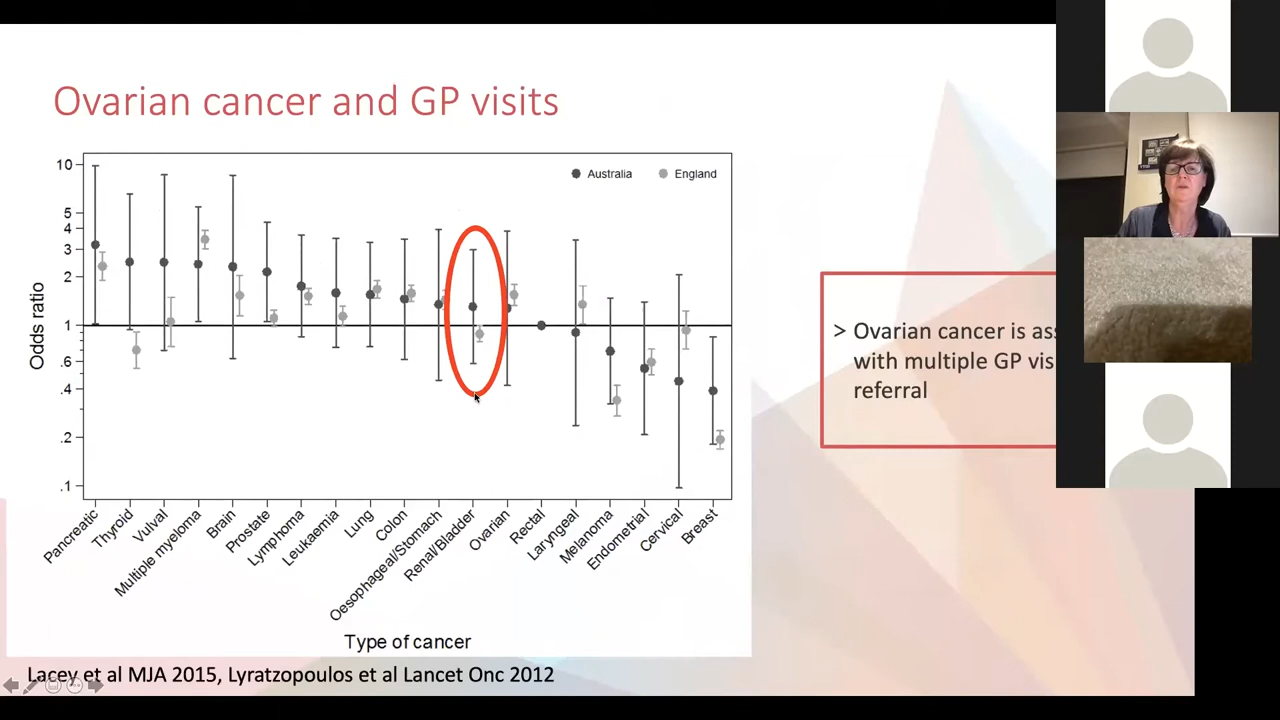 Ovarian cancer and GP visits
Australia England
10
5
4
3
2
1
.6
.4
.2
.1
Odds ratio
Pancreatic
Thyroid
Vulval
Multiple myeloma
Brain
Prostate
Lymphoma
Leukaemia
Lung
Colon
Oesophageal/Stomach
Renal/Bladder
Ovarian
Rectal
Laryngeal
Melanoma
Endometrial
Cervical
Breast
Type of cancer
> Ovarian cancer is ass
with multiple GP vis
referral
Lacey et al MJA 2015, Lyratzopoulos et al Lancet Onc 2012